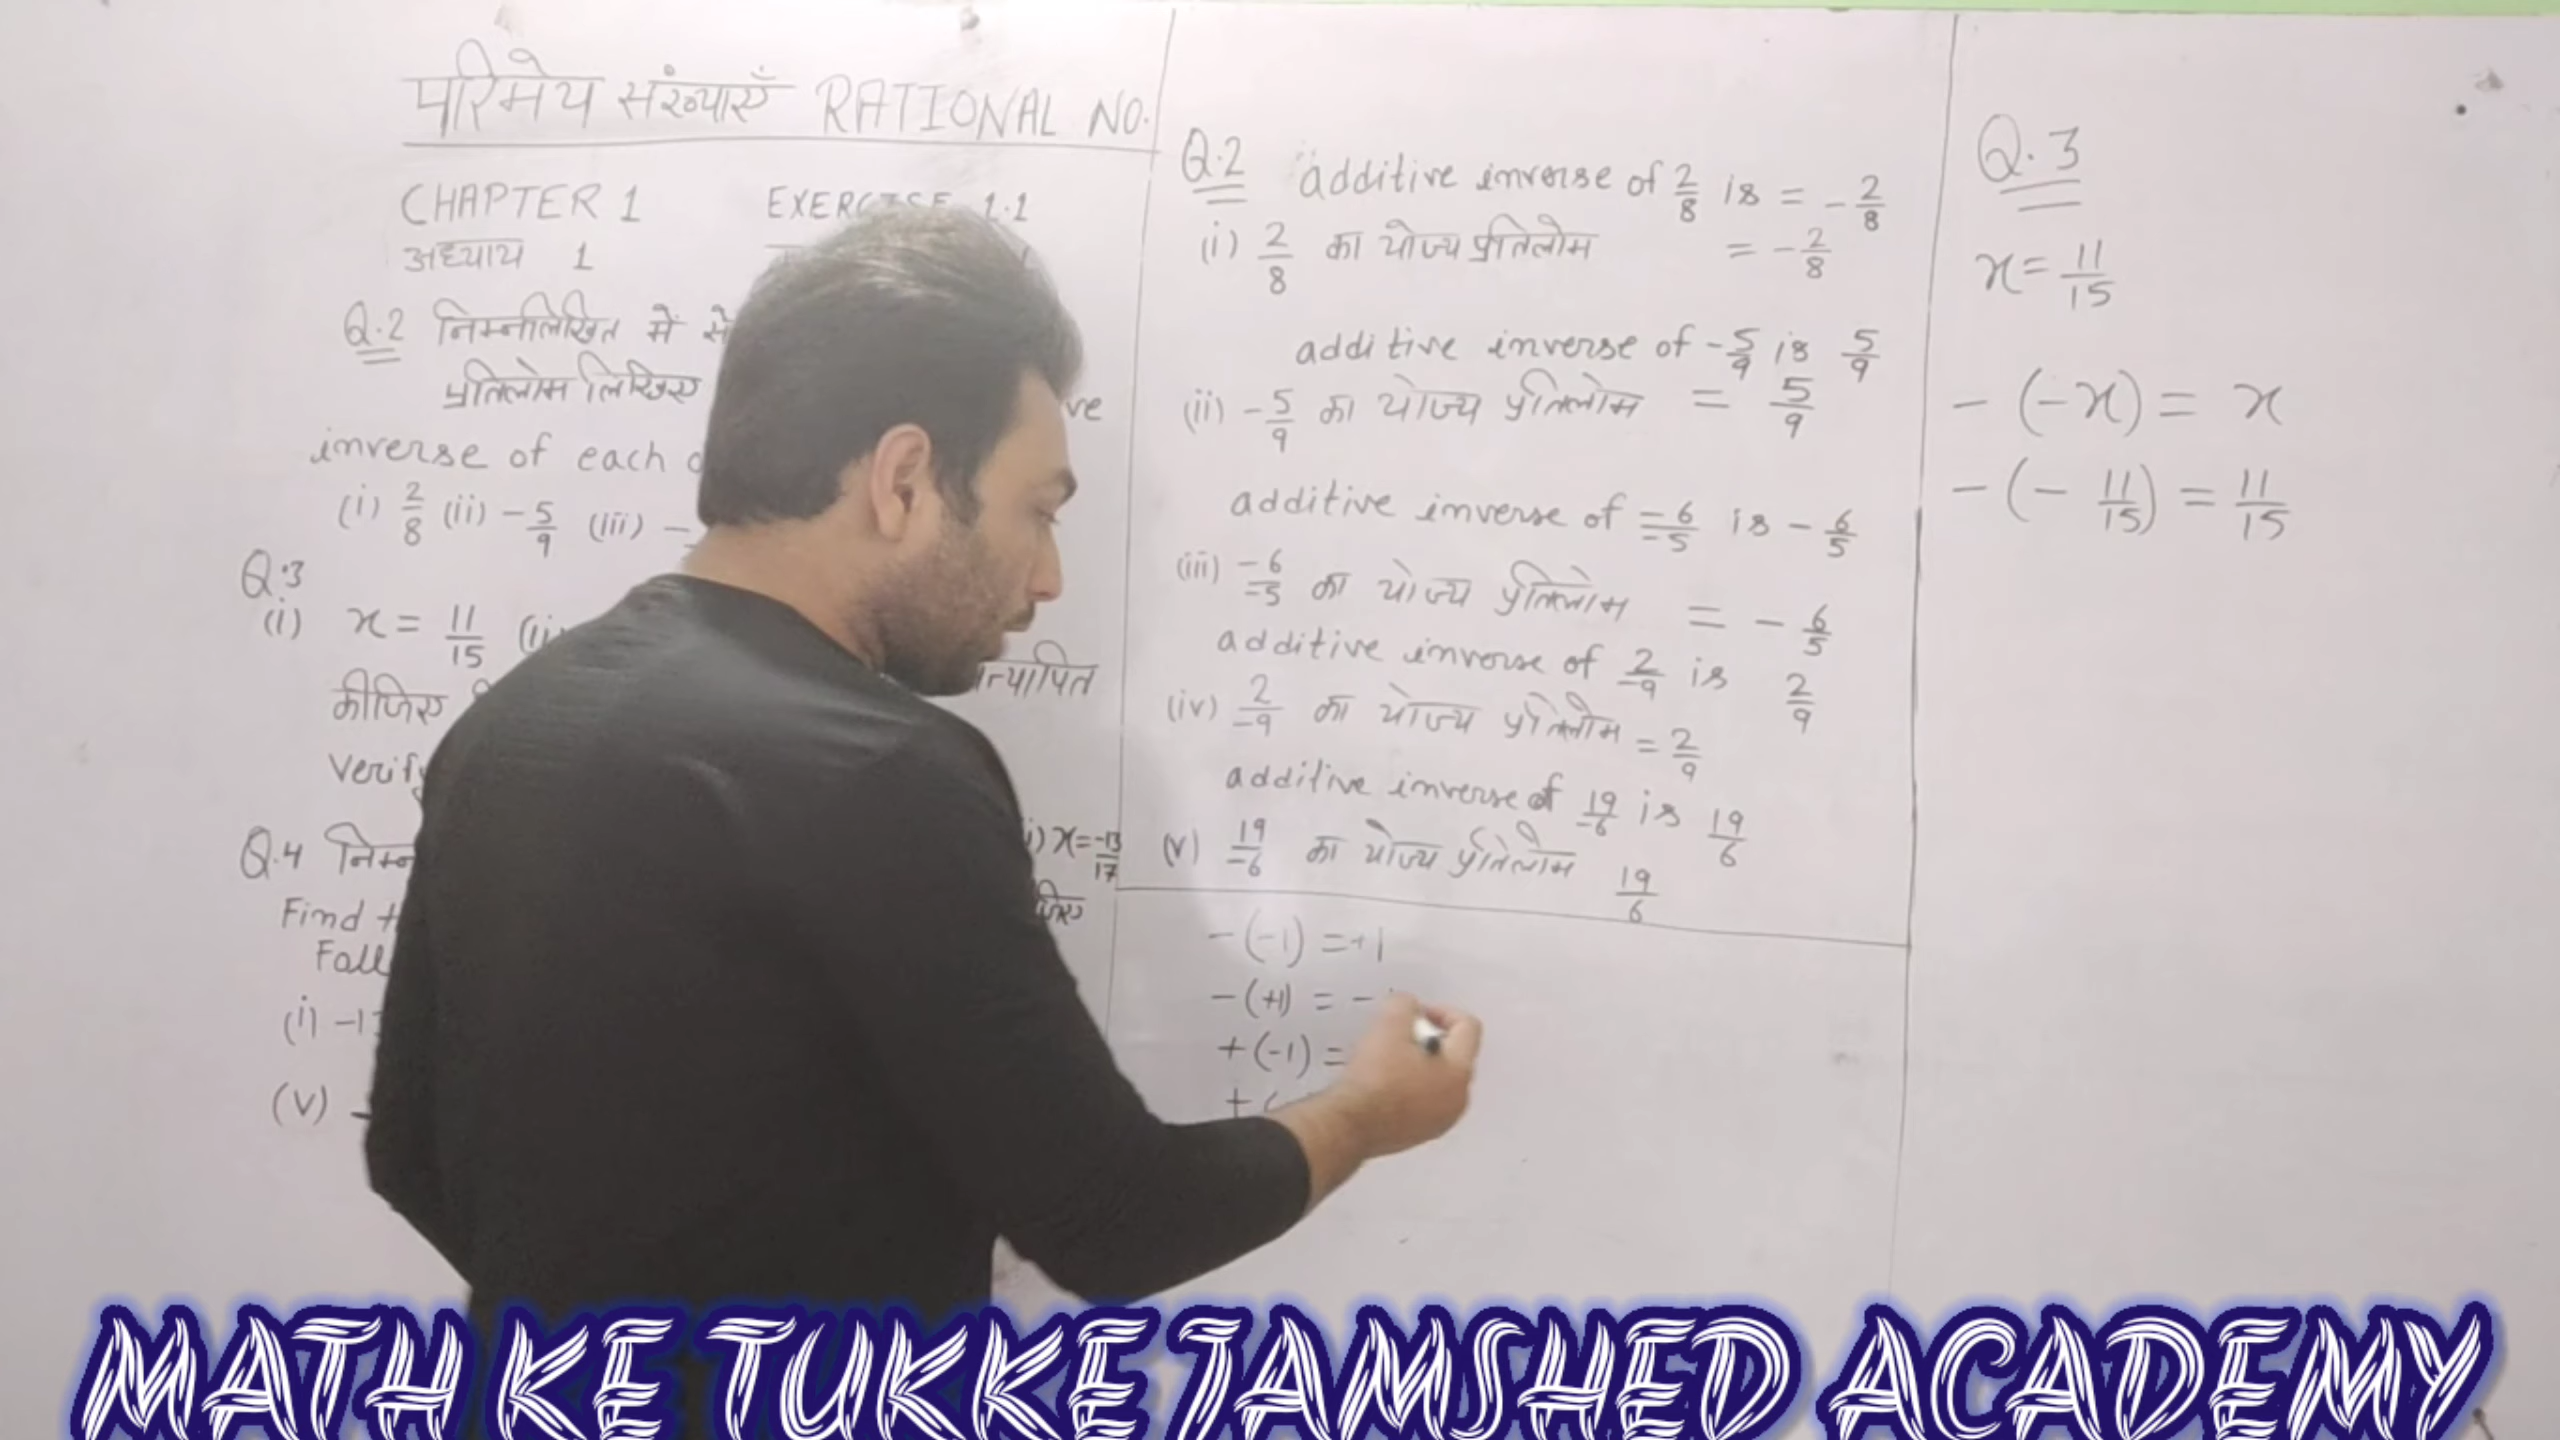 परिमेय संख्याएँ RATIONAL NO.
CHAPTER 1 EXERCISE 1.1
अध्याय 1
Q.2 निम्नलिखित में से
प्रतिलोम लिखिए
inverse of each
(i) 2/8 (ii) -5/9 (iii) -
Q.3
(i) x = 11/15
कीजिए
verify
Q.4
x = -13/17
Find
(i)
(v) -
Q.2 additive inverse of 2/8 is = -2/8
(i) 2/8 का योज्य प्रतिलोम = -2/8
additive inverse of -5/9 is 5/9
(ii) -5/9 का योज्य प्रतिलोम = 5/9
additive inverse of -6/-5 is -6/5
(iii) -6/-5 का योज्य प्रतिलोम = -6/5
additive inverse of 2/-9 is 2/9
(iv) 2/-9 का योज्य प्रतिलोम = 2/9
additive inverse of 19/-6 is 19/6
(v) 19/-6 का योज्य प्रतिलोम 19/6
-(-1) = +1
-(+1) = -
+(-1) =
+(
Q.3
x = 11/15
-(-x) = x
-(-11/15) = 11/15
MATH KE TUKKE JAMSHED ACADEMY